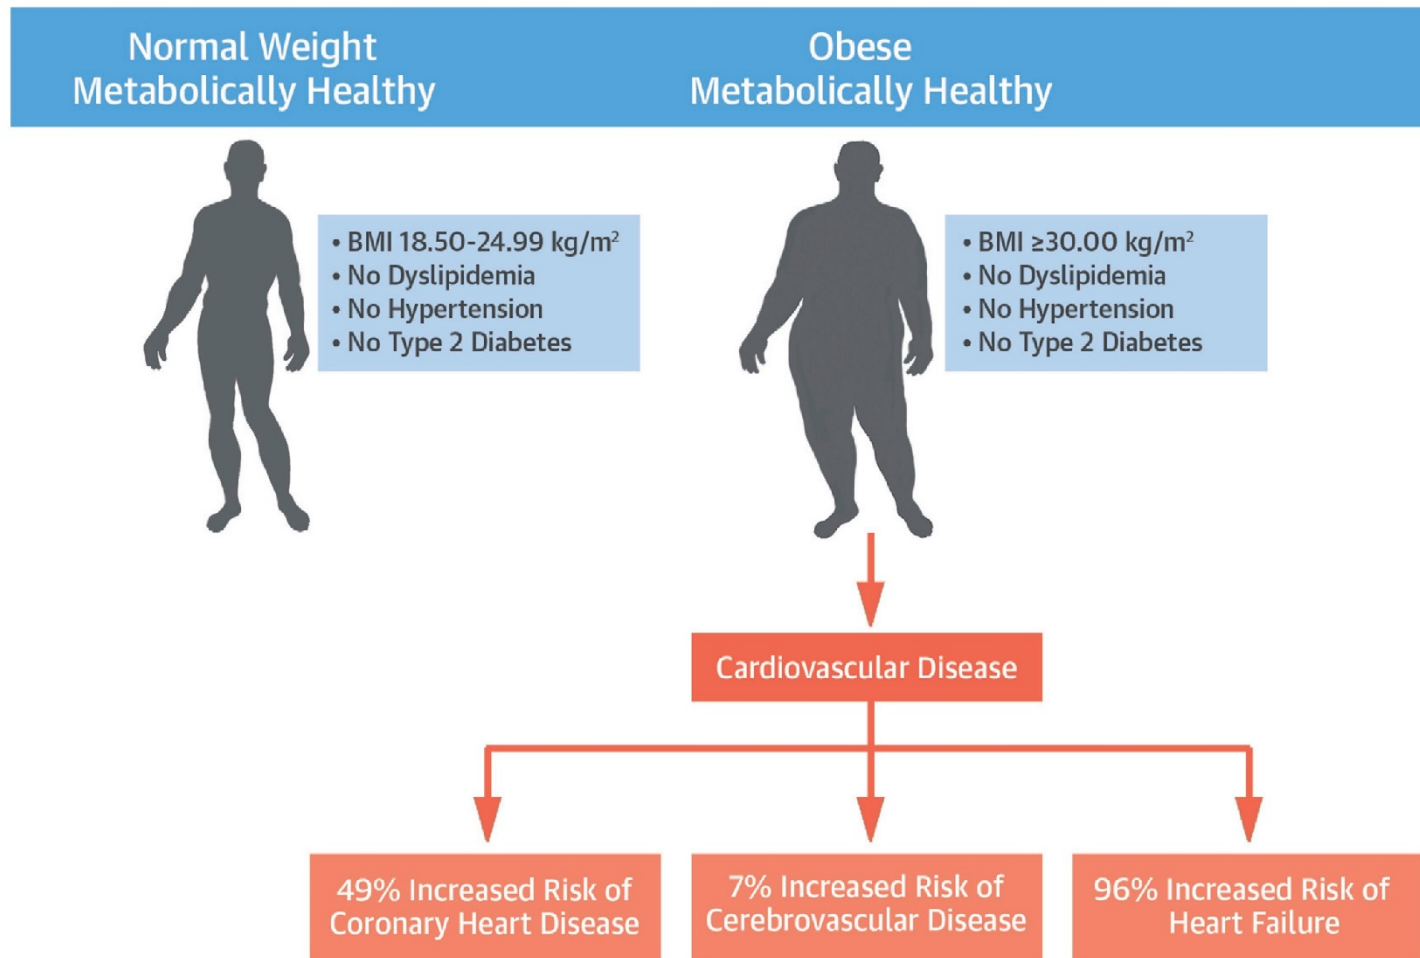 Normal Weight
Metabolically Healthy
Obese
Metabolically Healthy
• BMI 18.50-24.99 kg/m²
• No Dyslipidemia
• No Hypertension
• No Type 2 Diabetes
• BMI ≥30.00 kg/m²
• No Dyslipidemia
• No Hypertension
• No Type 2 Diabetes
Cardiovascular Disease
49% Increased Risk of
Coronary Heart Disease
7% Increased Risk of
Cerebrovascular Disease
96% Increased Risk of
Heart Failure